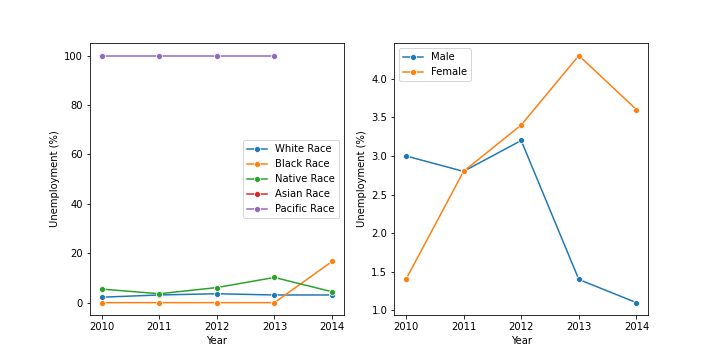 100
80
60
40
20
0
Unemployment (%)
2010 2011 2012 2013 2014
Year
White Race
Black Race
Native Race
Asian Race
Pacific Race
4.0
3.5
3.0
2.5
2.0
1.5
1.0
Unemployment (%)
2010 2011 2012 2013 2014
Year
Male
Female